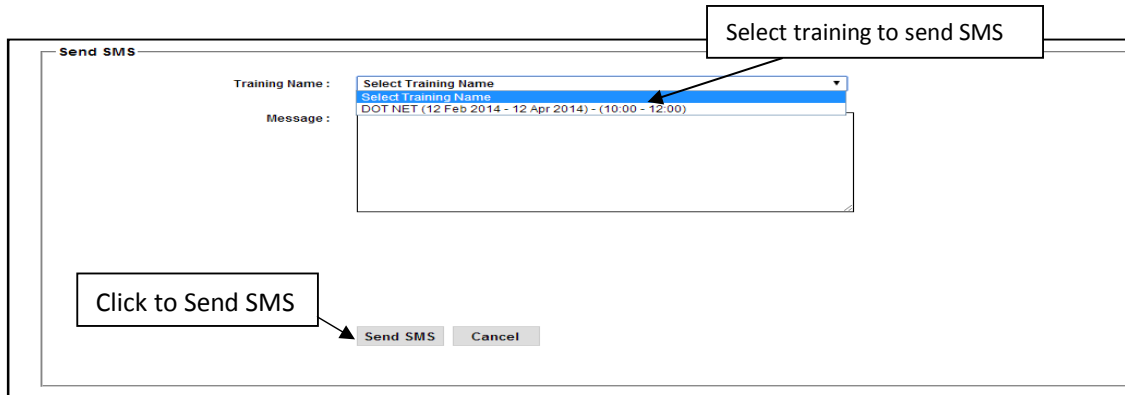 Select training to send SMS
Send SMS
Training Name : Select Training Name
Select Training Name
DOT NET (12 Feb 2014 - 12 Apr 2014) - (10:00 - 12:00)
Message :
Click to Send SMS
Send SMS Cancel